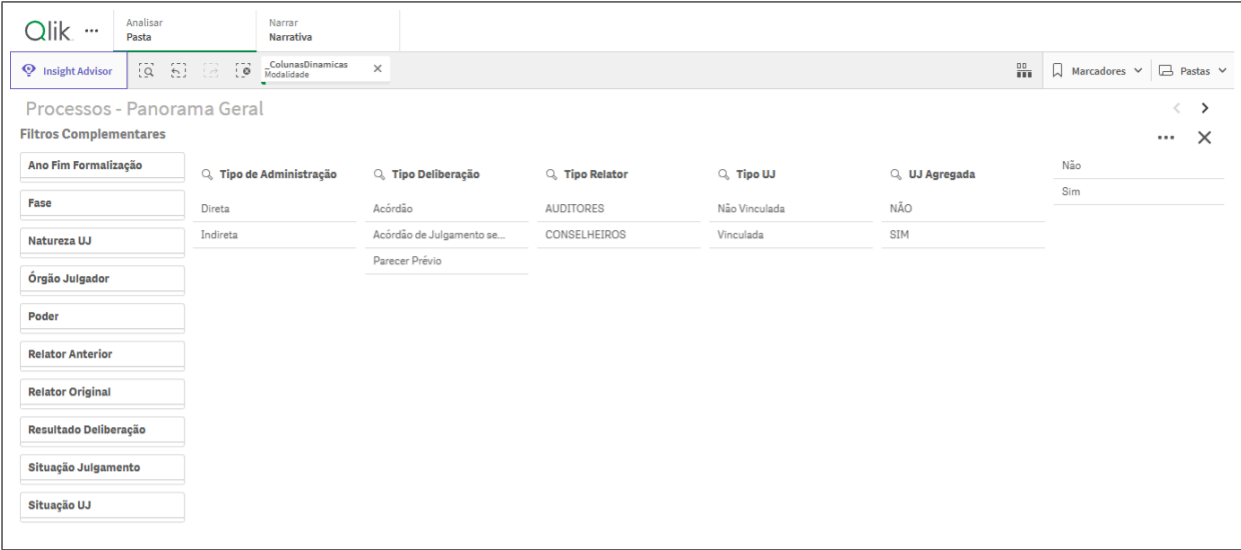 Qlik ...
Analisar
Pasta
Narrar
Narrativa
Insight Advisor
_ColunasDinamicas
Modalidade
Marcadores
Pastas
Processos - Panorama Geral
Filtros Complementares
Ano Fim Formalização
Fase
Natureza UJ
Órgão Julgador
Poder
Relator Anterior
Relator Original
Resultado Deliberação
Situação Julgamento
Situação UJ
Tipo de Administração
Direta
Indireta
Tipo Deliberação
Acórdão
Acórdão de Julgamento se...
Parecer Prévio
Tipo Relator
AUDITORES
CONSELHEIROS
Tipo UJ
Não Vinculada
Vinculada
UJ Agregada
NÃO
SIM
Não
Sim